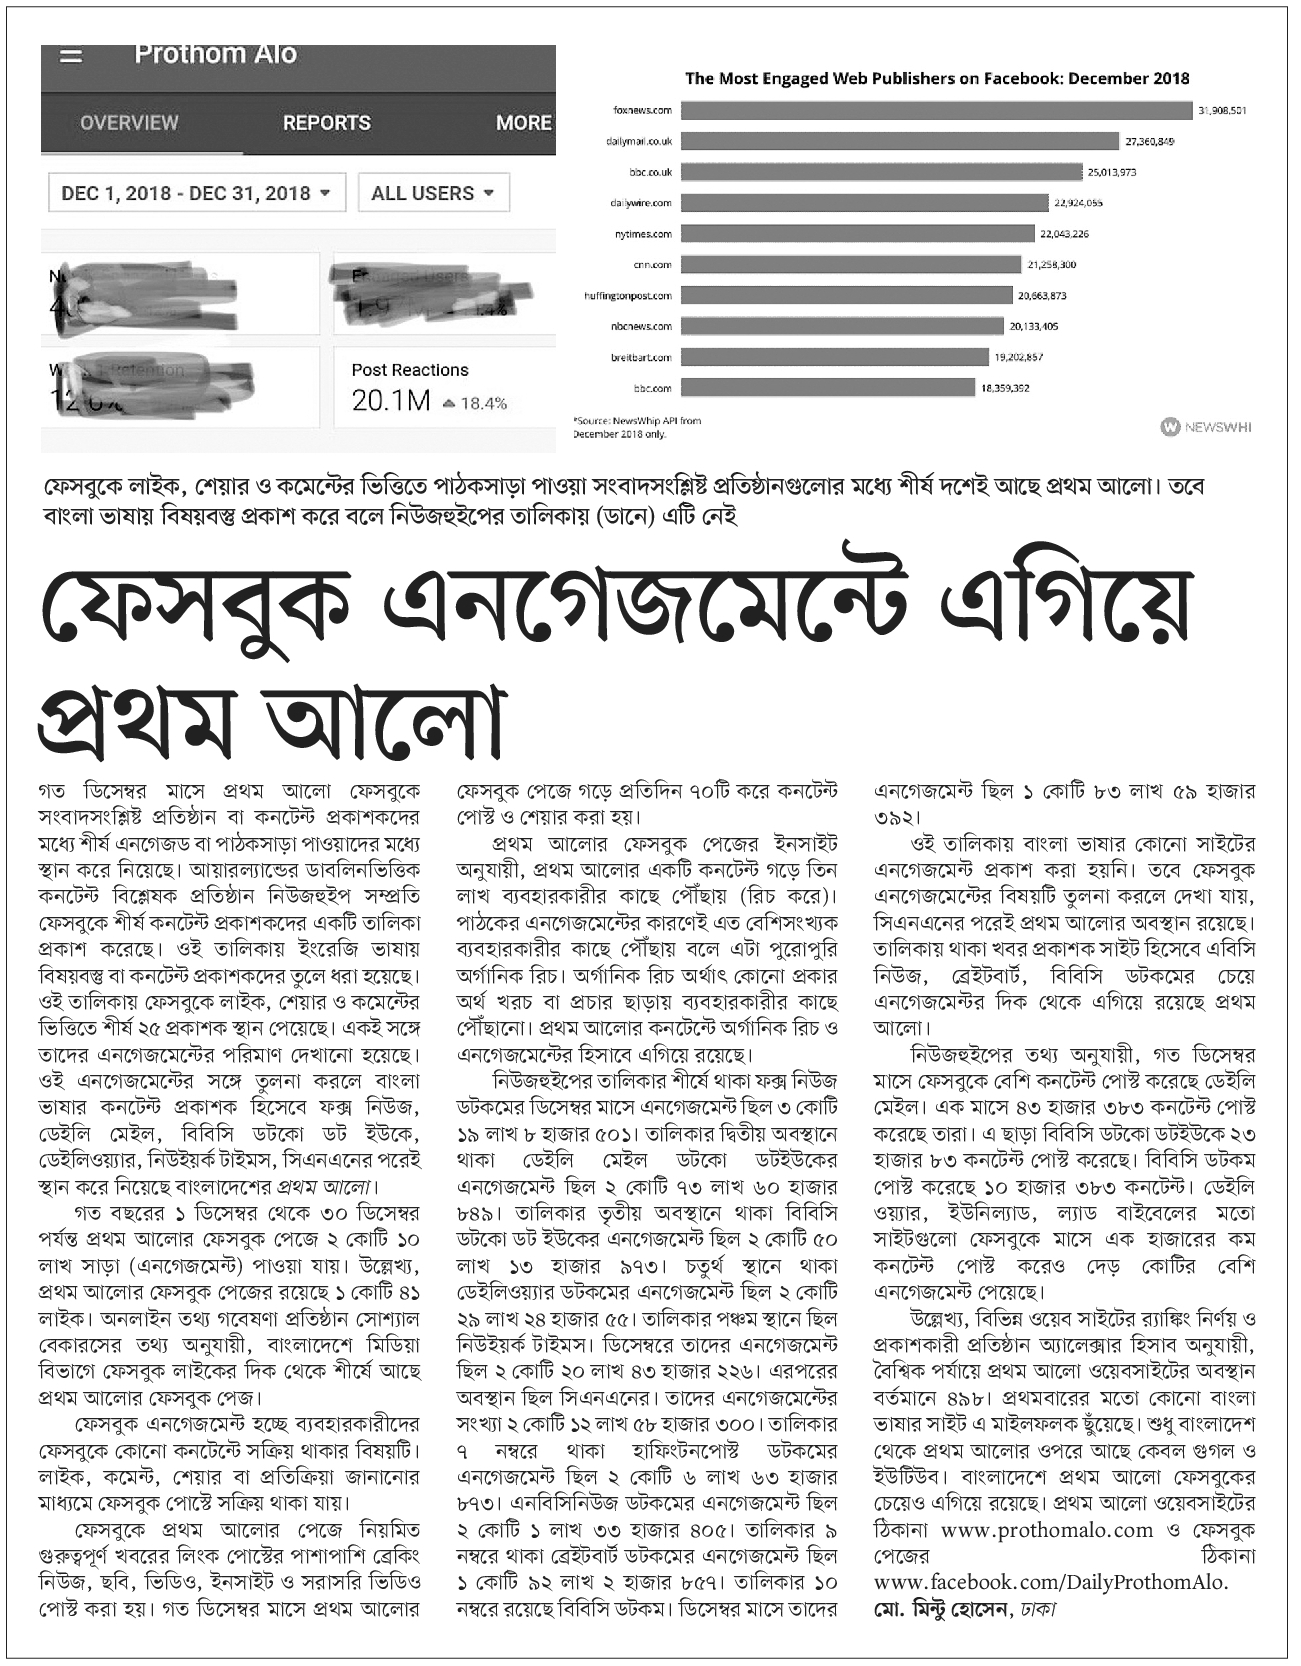 Prothom Alo
OVERVIEW REPORTS MORE
DEC 1, 2018 - DEC 31, 2018 ALL USERS
Post Reactions
20.1M 18.4%
The Most Engaged Web Publishers on Facebook: December 2018
foxnews.com 31,908,501
dailymail.co.uk 27,360,849
bbc.co.uk 25,013,973
dailywire.com 22,924,055
nytimes.com 22,043,226
cnn.com 21,258,300
huffingtonpost.com 20,663,873
nbcnews.com 20,133,405
breitbart.com 19,202,857
bbc.com 18,359,392
*Source: NewsWhip API from
December 2018 only.
NEWSWHI
ফেসবুকে লাইক, শেয়ার ও কমেন্টের ভিত্তিতে পাঠকসাড়া পাওয়া সংবাদসংশ্লিষ্ট প্রতিষ্ঠানগুলোর মধ্যে শীর্ষ দশেই আছে প্রথম আলো। তবে
বাংলা ভাষায় বিষয়বস্তু প্রকাশ করে বলে নিউজহুইপের তালিকায় (ডানে) এটি নেই
ফেসবুক এনগেজমেন্টে এগিয়ে
প্রথম আলো
গত ডিসেম্বর মাসে প্রথম আলো ফেসবুকে
সংবাদসংশ্লিষ্ট প্রতিষ্ঠান বা কনটেন্ট প্রকাশকদের
মধ্যে শীর্ষ এনগেজড বা পাঠকসাড়া পাওয়াদের মধ্যে
স্থান করে নিয়েছে। আয়ারল্যান্ডের ডাবলিনভিত্তিক
কনটেন্ট বিশ্লেষক প্রতিষ্ঠান নিউজহুইপ সম্প্রতি
ফেসবুকে শীর্ষ কনটেন্ট প্রকাশকদের একটি তালিকা
প্রকাশ করেছে। ওই তালিকায় ইংরেজি ভাষায়
বিষয়বস্তু বা কনটেন্ট প্রকাশকদের তুলে ধরা হয়েছে।
ওই তালিকায় ফেসবুকে লাইক, শেয়ার ও কমেন্টের
ভিত্তিতে শীর্ষ ২৫ প্রকাশক স্থান পেয়েছে। একই সঙ্গে
তাদের এনগেজমেন্টের পরিমাণ দেখানো হয়েছে।
ওই এনগেজমেন্টের সঙ্গে তুলনা করলে বাংলা
ভাষার কনটেন্ট প্রকাশক হিসেবে ফক্স নিউজ,
ডেইলি মেইল, বিবিসি ডটকো ডট ইউকে,
ডেইলিওয়্যার, নিউইয়র্ক টাইমস, সিএনএনের পরেই
স্থান করে নিয়েছে বাংলাদেশের প্রথম আলো।
গত বছরের ১ ডিসেম্বর থেকে ৩০ ডিসেম্বর
পর্যন্ত প্রথম আলোর ফেসবুক পেজে ২ কোটি ১০
লাখ সাড়া (এনগেজমেন্ট) পাওয়া যায়। উল্লেখ্য,
প্রথম আলোর ফেসবুক পেজের রয়েছে ১ কোটি ৪১
লাইক। অনলাইন তথ্য গবেষণা প্রতিষ্ঠান সোশ্যাল
বেকারসের তথ্য অনুযায়ী, বাংলাদেশে মিডিয়া
বিভাগে ফেসবুক লাইকের দিক থেকে শীর্ষে আছে
প্রথম আলোর ফেসবুক পেজ।
ফেসবুক এনগেজমেন্ট হচ্ছে ব্যবহারকারীদের
ফেসবুকে কোনো কনটেন্টে সক্রিয় থাকার বিষয়টি।
লাইক, কমেন্ট, শেয়ার বা প্রতিক্রিয়া জানানোর
মাধ্যমে ফেসবুক পোস্টে সক্রিয় থাকা যায়।
ফেসবুকে প্রথম আলোর পেজে নিয়মিত
গুরুত্বপূর্ণ খবরের লিংক পোস্টের পাশাপাশি ব্রেকিং
নিউজ, ছবি, ভিডিও, ইনসাইট ও সরাসরি ভিডিও
পোস্ট করা হয়। গত ডিসেম্বর মাসে প্রথম আলোর
ফেসবুক পেজে গড়ে প্রতিদিন ৭০টি করে কনটেন্ট
পোস্ট ও শেয়ার করা হয়।
প্রথম আলোর ফেসবুক পেজের ইনসাইট
অনুযায়ী, প্রথম আলোর একটি কনটেন্ট গড়ে তিন
লাখ ব্যবহারকারীর কাছে পৌঁছায় (রিচ করে)।
পাঠকের এনগেজমেন্টের কারণেই এত বেশিসংখ্যক
ব্যবহারকারীর কাছে পৌঁছায় বলে এটা পুরোপুরি
অর্গানিক রিচ। অর্গানিক রিচ অর্থাৎ কোনো প্রকার
অর্থ খরচ বা প্রচার ছাড়ায় ব্যবহারকারীর কাছে
পৌঁছানো। প্রথম আলোর কনটেন্টে অর্গানিক রিচ ও
এনগেজমেন্টের হিসাবে এগিয়ে রয়েছে।
নিউজহুইপের তালিকার শীর্ষে থাকা ফক্স নিউজ
ডটকমের ডিসেম্বর মাসে এনগেজমেন্ট ছিল ৩ কোটি
১৯ লাখ ৮ হাজার ৫০১। তালিকার দ্বিতীয় অবস্থানে
থাকা ডেইলি মেইল ডটকো ডটইউকের
এনগেজমেন্ট ছিল ২ কোটি ৭৩ লাখ ৬০ হাজার
৮৪৯। তালিকার তৃতীয় অবস্থানে থাকা বিবিসি
ডটকো ডট ইউকের এনগেজমেন্ট ছিল ২ কোটি ৫০
লাখ ১৩ হাজার ৯৭৩। চতুর্থ স্থানে থাকা
ডেইলিওয়্যার ডটকমের এনগেজমেন্ট ছিল ২ কোটি
২৯ লাখ ২৪ হাজার ৫৫। তালিকার পঞ্চম স্থানে ছিল
নিউইয়র্ক টাইমস। ডিসেম্বরে তাদের এনগেজমেন্ট
ছিল ২ কোটি ২০ লাখ ৪৩ হাজার ২২৬। এরপরের
অবস্থান ছিল সিএনএনের। তাদের এনগেজমেন্টের
সংখ্যা ২ কোটি ১২ লাখ ৫৮ হাজার ৩০০। তালিকার
৭ নম্বরে থাকা হাফিংটনপোস্ট ডটকমের
এনগেজমেন্ট ছিল ২ কোটি ৬ লাখ ৬৩ হাজার
৮৭৩। এনবিসিনিউজ ডটকমের এনগেজমেন্ট ছিল
২ কোটি ১ লাখ ৩৩ হাজার ৪০৫। তালিকার ৯
নম্বরে থাকা ব্রেইটবার্ট ডটকমের এনগেজমেন্ট ছিল
১ কোটি ৯২ লাখ ২ হাজার ৮৫৭। তালিকার ১০
নম্বরে রয়েছে বিবিসি ডটকম। ডিসেম্বর মাসে তাদের
এনগেজমেন্ট ছিল ১ কোটি ৮৩ লাখ ৫৯ হাজার
৩৯২।
ওই তালিকায় বাংলা ভাষার কোনো সাইটের
এনগেজমেন্ট প্রকাশ করা হয়নি। তবে ফেসবুক
এনগেজমেন্টের বিষয়টি তুলনা করলে দেখা যায়,
সিএনএনের পরেই প্রথম আলোর অবস্থান রয়েছে।
তালিকায় থাকা খবর প্রকাশক সাইট হিসেবে এবিসি
নিউজ, ব্রেইটবার্ট, বিবিসি ডটকমের চেয়ে
এনগেজমেন্টর দিক থেকে এগিয়ে রয়েছে প্রথম
আলো।
নিউজহুইপের তথ্য অনুযায়ী, গত ডিসেম্বর
মাসে ফেসবুকে বেশি কনটেন্ট পোস্ট করেছে ডেইলি
মেইল। এক মাসে ৪৩ হাজার ৩৮৩ কনটেন্ট পোস্ট
করেছে তারা। এ ছাড়া বিবিসি ডটকো ডটইউকে ২৩
হাজার ৮৩ কনটেন্ট পোস্ট করেছে। বিবিসি ডটকম
পোস্ট করেছে ১০ হাজার ৩৮৩ কনটেন্ট। ডেইলি
ওয়্যার, ইউনিল্যাড, ল্যাড বাইবেলের মতো
সাইটগুলো ফেসবুকে মাসে এক হাজারের কম
কনটেন্ট পোস্ট করেও দেড় কোটির বেশি
এনগেজমেন্ট পেয়েছে।
উল্লেখ্য, বিভিন্ন ওয়েব সাইটের র‍্যাঙ্কিং নির্ণয় ও
প্রকাশকারী প্রতিষ্ঠান অ্যালেক্সার হিসাব অনুযায়ী,
বৈশ্বিক পর্যায়ে প্রথম আলো ওয়েবসাইটের অবস্থান
বর্তমানে ৪৯৮। প্রথমবারের মতো কোনো বাংলা
ভাষার সাইট এ মাইলফলক ছুঁয়েছে। শুধু বাংলাদেশ
থেকে প্রথম আলোর ওপরে আছে কেবল গুগল ও
ইউটিউব। বাংলাদেশে প্রথম আলো ফেসবুকের
চেয়েও এগিয়ে রয়েছে। প্রথম আলো ওয়েবসাইটের
ঠিকানা www.prothomalo.com ও ফেসবুক
পেজের ঠিকানা
www.facebook.com/DailyProthomAlo.
মো. মিন্টু হোসেন, ঢাকা